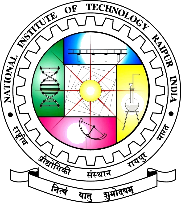 NATIONAL INSTITUTE OF TECHNOLOGY RAIPUR INDIA
राष्ट्रीय प्रौद्योगिकी संस्थान रायपुर भारत
नित्यं यातु शुभोदयम्